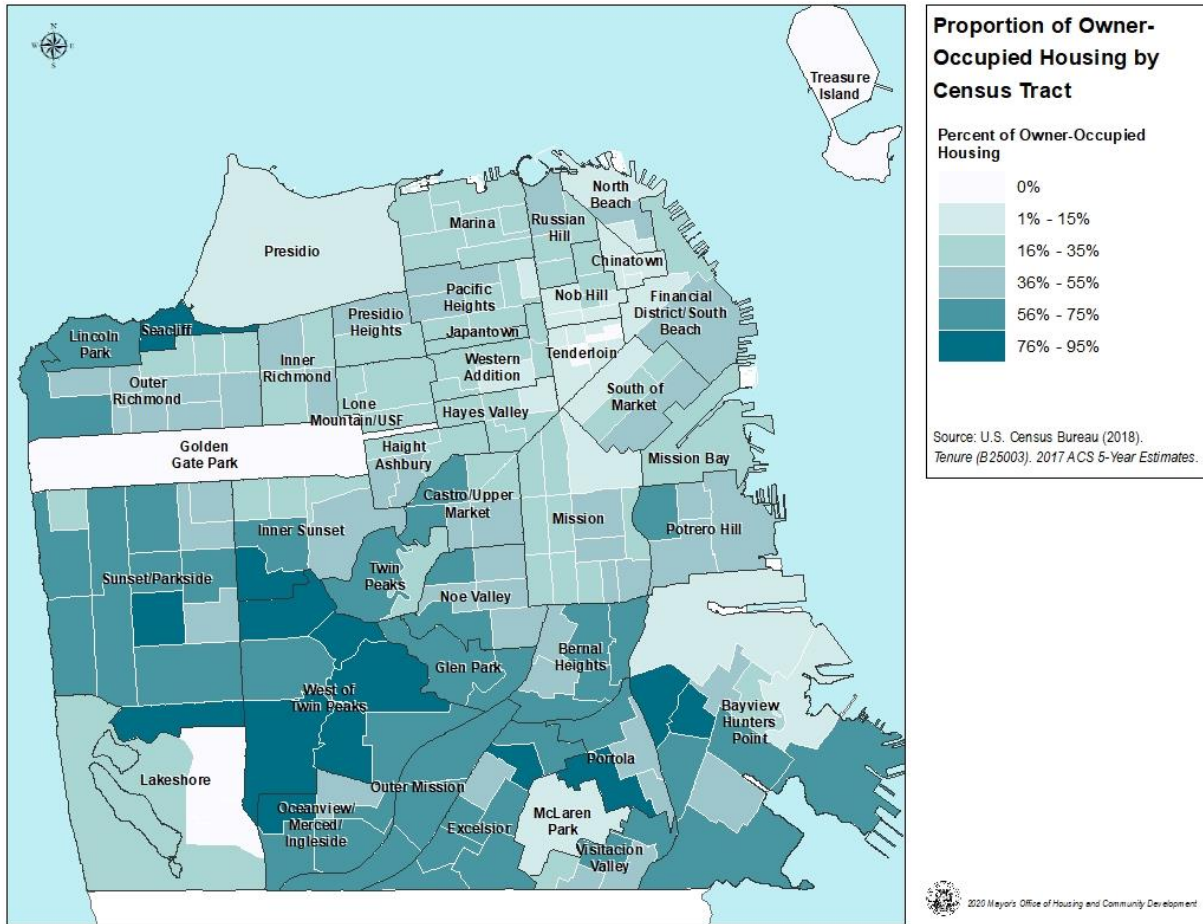 Proportion of Owner-
Occupied Housing by
Census Tract
Percent of Owner-Occupied
Housing
0%
1% - 15%
16% - 35%
36% - 55%
56% - 75%
76% - 95%
Source: U.S. Census Bureau (2018).
Tenure (B25003). 2017 ACS 5-Year Estimates.
2020 Mayor's Office of Housing and Community Development
N
W E
S
Treasure
Island
North
Beach
Marina
Russian
Hill
Presidio
Chinatown
Pacific
Heights
Nob Hill
Financial
District/South
Beach
Presidio
Heights
Japantown
Seacliff
Lincoln
Park
Tenderloin
Western
Addition
Inner
Richmond
Outer
Richmond
South of
Market
Lone
Mountain/USF
Hayes Valley
Golden
Gate Park
Haight
Ashbury
Mission Bay
Castro/Upper
Market
Mission
Potrero Hill
Inner Sunset
Twin
Peaks
Sunset/Parkside
Noe Valley
Bernal
Heights
Glen Park
West of
Twin Peaks
Bayview
Hunters
Point
Portola
Lakeshore
Outer Mission
Oceanview/
Merced/
Ingleside
McLaren
Park
Excelsior
Visitacion
Valley